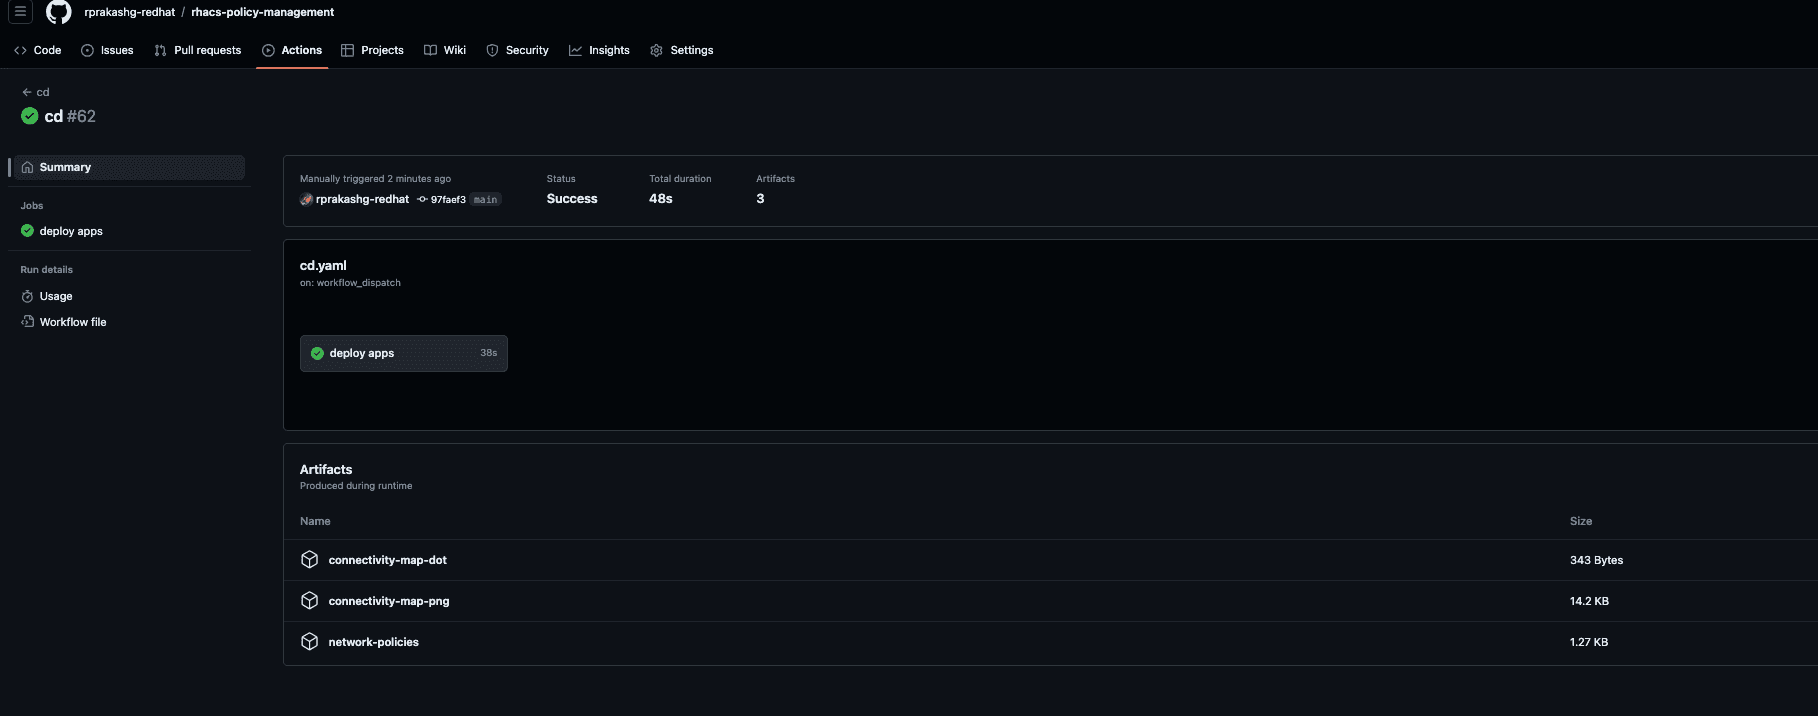 rprakashg-redhat / rhacs-policy-management
Code Issues Pull requests Actions Projects Wiki Security Insights Settings
← cd
cd #62
Summary
Jobs
deploy apps
Run details
Usage
Workflow file
Manually triggered 2 minutes ago Status Total duration Artifacts
rprakashg-redhat 97faef3 main Success 48s 3
cd.yaml
on: workflow_dispatch
deploy apps 38s
Artifacts
Produced during runtime
Name Size
connectivity-map-dot 343 Bytes
connectivity-map-png 14.2 KB
network-policies 1.27 KB